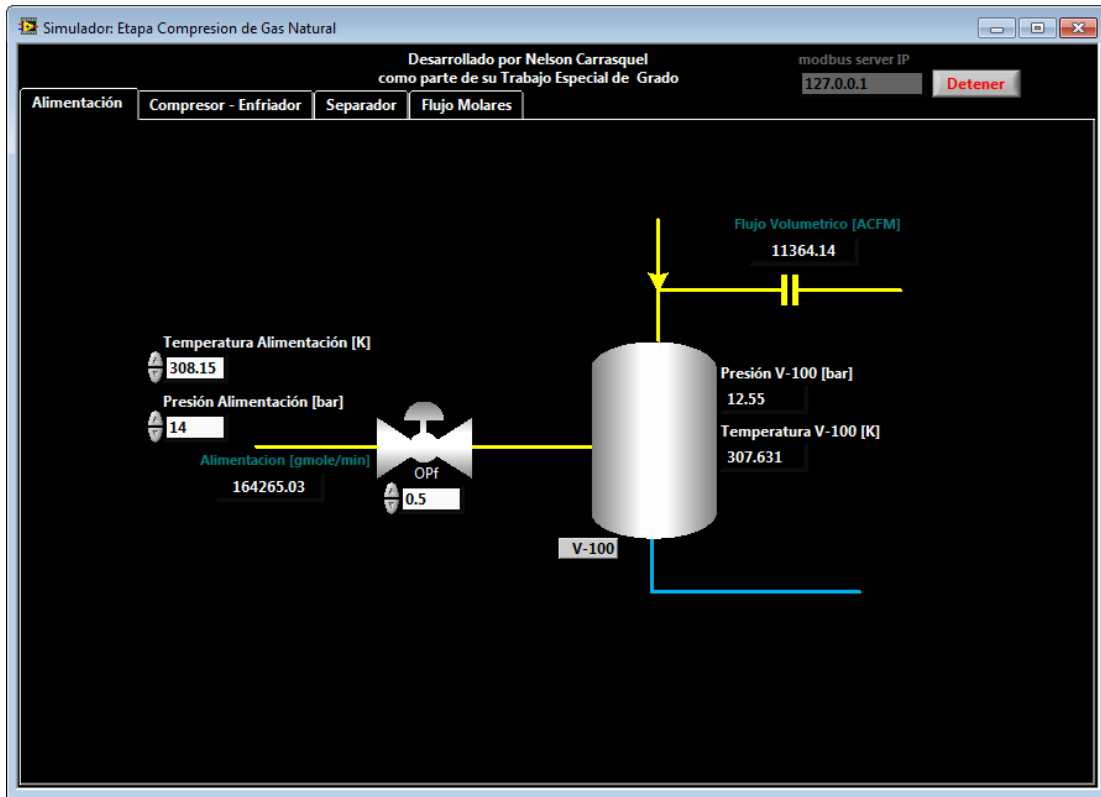 Simulador: Etapa Compresion de Gas Natural
Desarrollado por Nelson Carrasquel
como parte de su Trabajo Especial de Grado
modbus server IP
127.0.0.1
Detener
Alimentación
Compresor - Enfriador
Separador
Flujo Molares
Flujo Volumetrico [ACFM]
11364.14
Temperatura Alimentación [K]
308.15
Presión Alimentación [bar]
14
Alimentacion [gmole/min]
164265.03
OPf
0.5
Presión V-100 [bar]
12.55
Temperatura V-100 [K]
307.631
V-100